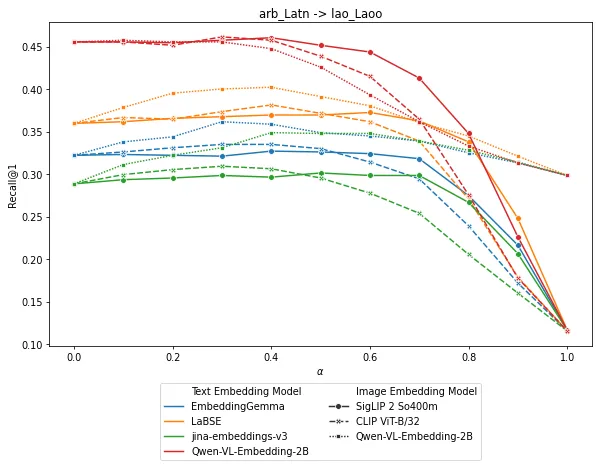 arb_Latn -> lao_Laoo
0.45
0.40
0.35
0.30
0.25
0.20
0.15
0.10
Recall@1
0.0 0.2 0.4 0.6 0.8 1.0
α
Text Embedding Model
EmbeddingGemma
LaBSE
jina-embeddings-v3
Qwen-VL-Embedding-2B
Image Embedding Model
SigLIP 2 So400m
CLIP ViT-B/32
Qwen-VL-Embedding-2B